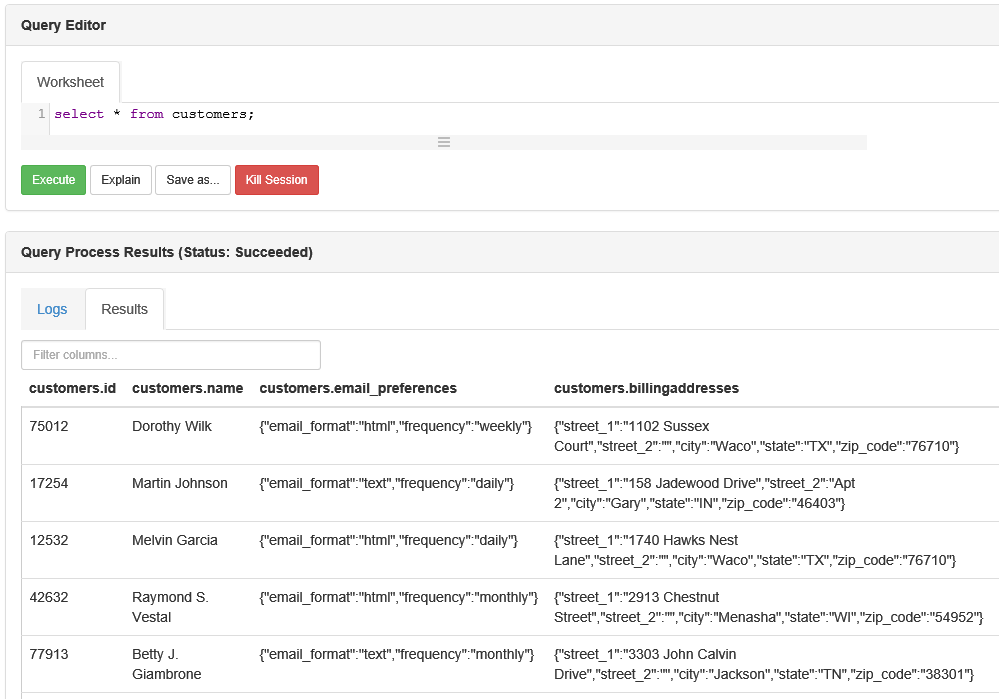 Query Editor
Worksheet
1 select * from customers;
Execute Explain Save as... Kill Session
Query Process Results (Status: Succeeded)
Logs Results
Filter columns...
customers.id customers.name customers.email_preferences customers.billingaddresses
75012 Dorothy Wilk {"email_format":"html","frequency":"weekly"} {"street_1":"1102 Sussex
Court","street_2":"","city":"Waco","state":"TX","zip_code":"76710"}
17254 Martin Johnson {"email_format":"text","frequency":"daily"} {"street_1":"158 Jadewood Drive","street_2":"Apt
2","city":"Gary","state":"IN","zip_code":"46403"}
12532 Melvin Garcia {"email_format":"html","frequency":"daily"} {"street_1":"1740 Hawks Nest
Lane","street_2":"","city":"Waco","state":"TX","zip_code":"76710"}
42632 Raymond S. {"email_format":"html","frequency":"monthly"} {"street_1":"2913 Chestnut
Vestal Street","street_2":"","city":"Menasha","state":"WI","zip_code":"54952"}
77913 Betty J. {"email_format":"text","frequency":"monthly"} {"street_1":"3303 John Calvin
Giambrone Drive","street_2":"","city":"Jackson","state":"TN","zip_code":"38301"}